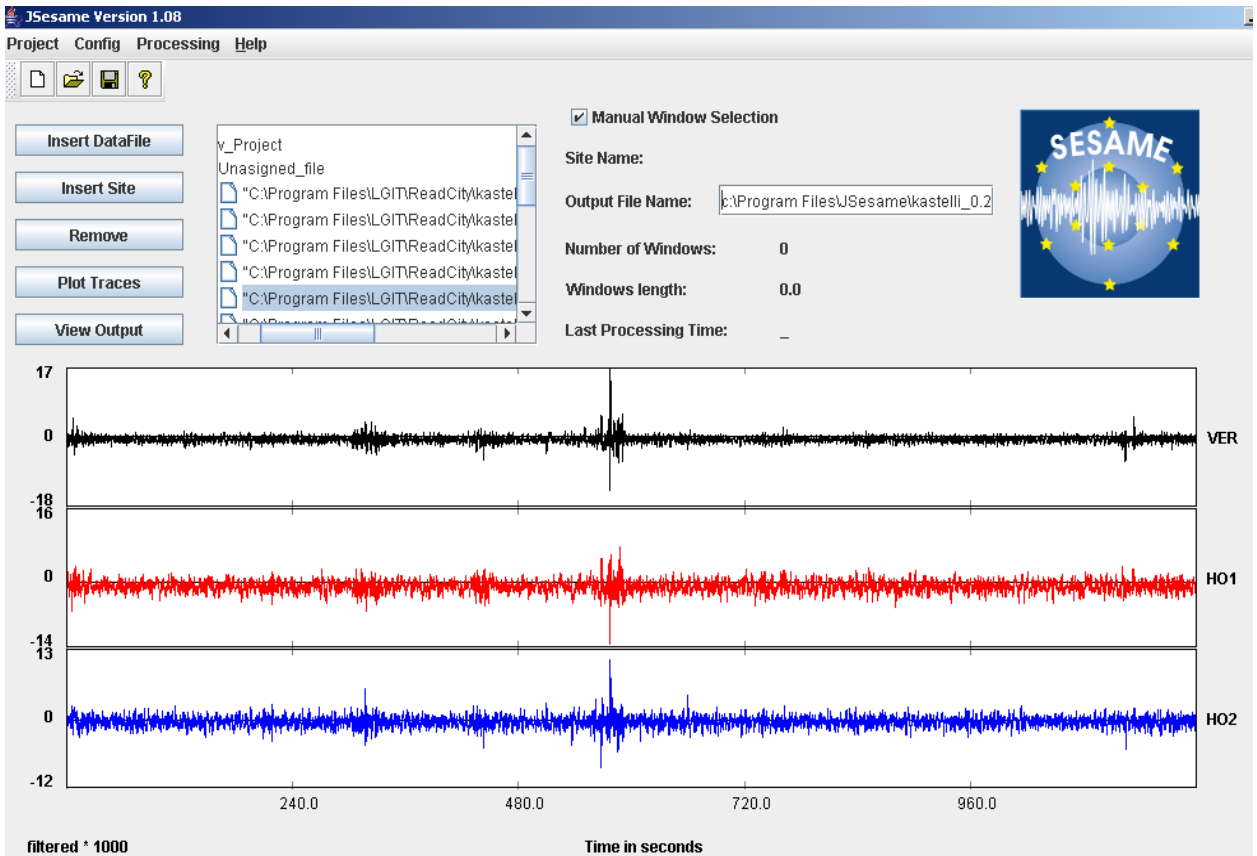 JSesame Version 1.08
Project Config Processing Help
Insert DataFile
Insert Site
Remove
Plot Traces
View Output
v_Project
Unasigned_file
"C:\Program Files\LGIT\ReadCity\kastel
"C:\Program Files\LGIT\ReadCity\kastel
"C:\Program Files\LGIT\ReadCity\kastel
"C:\Program Files\LGIT\ReadCity\kastel
"C:\Program Files\LGIT\ReadCity\kastel
Manual Window Selection
Site Name:
Output File Name: c:\Program Files\JSesame\kastelli_0.2
Number of Windows: 0
Windows length: 0.0
Last Processing Time: _
SESAME
17
0
-18
VER
16
0
-14
HO1
13
0
-12
HO2
240.0 480.0 720.0 960.0
filtered * 1000 Time in seconds